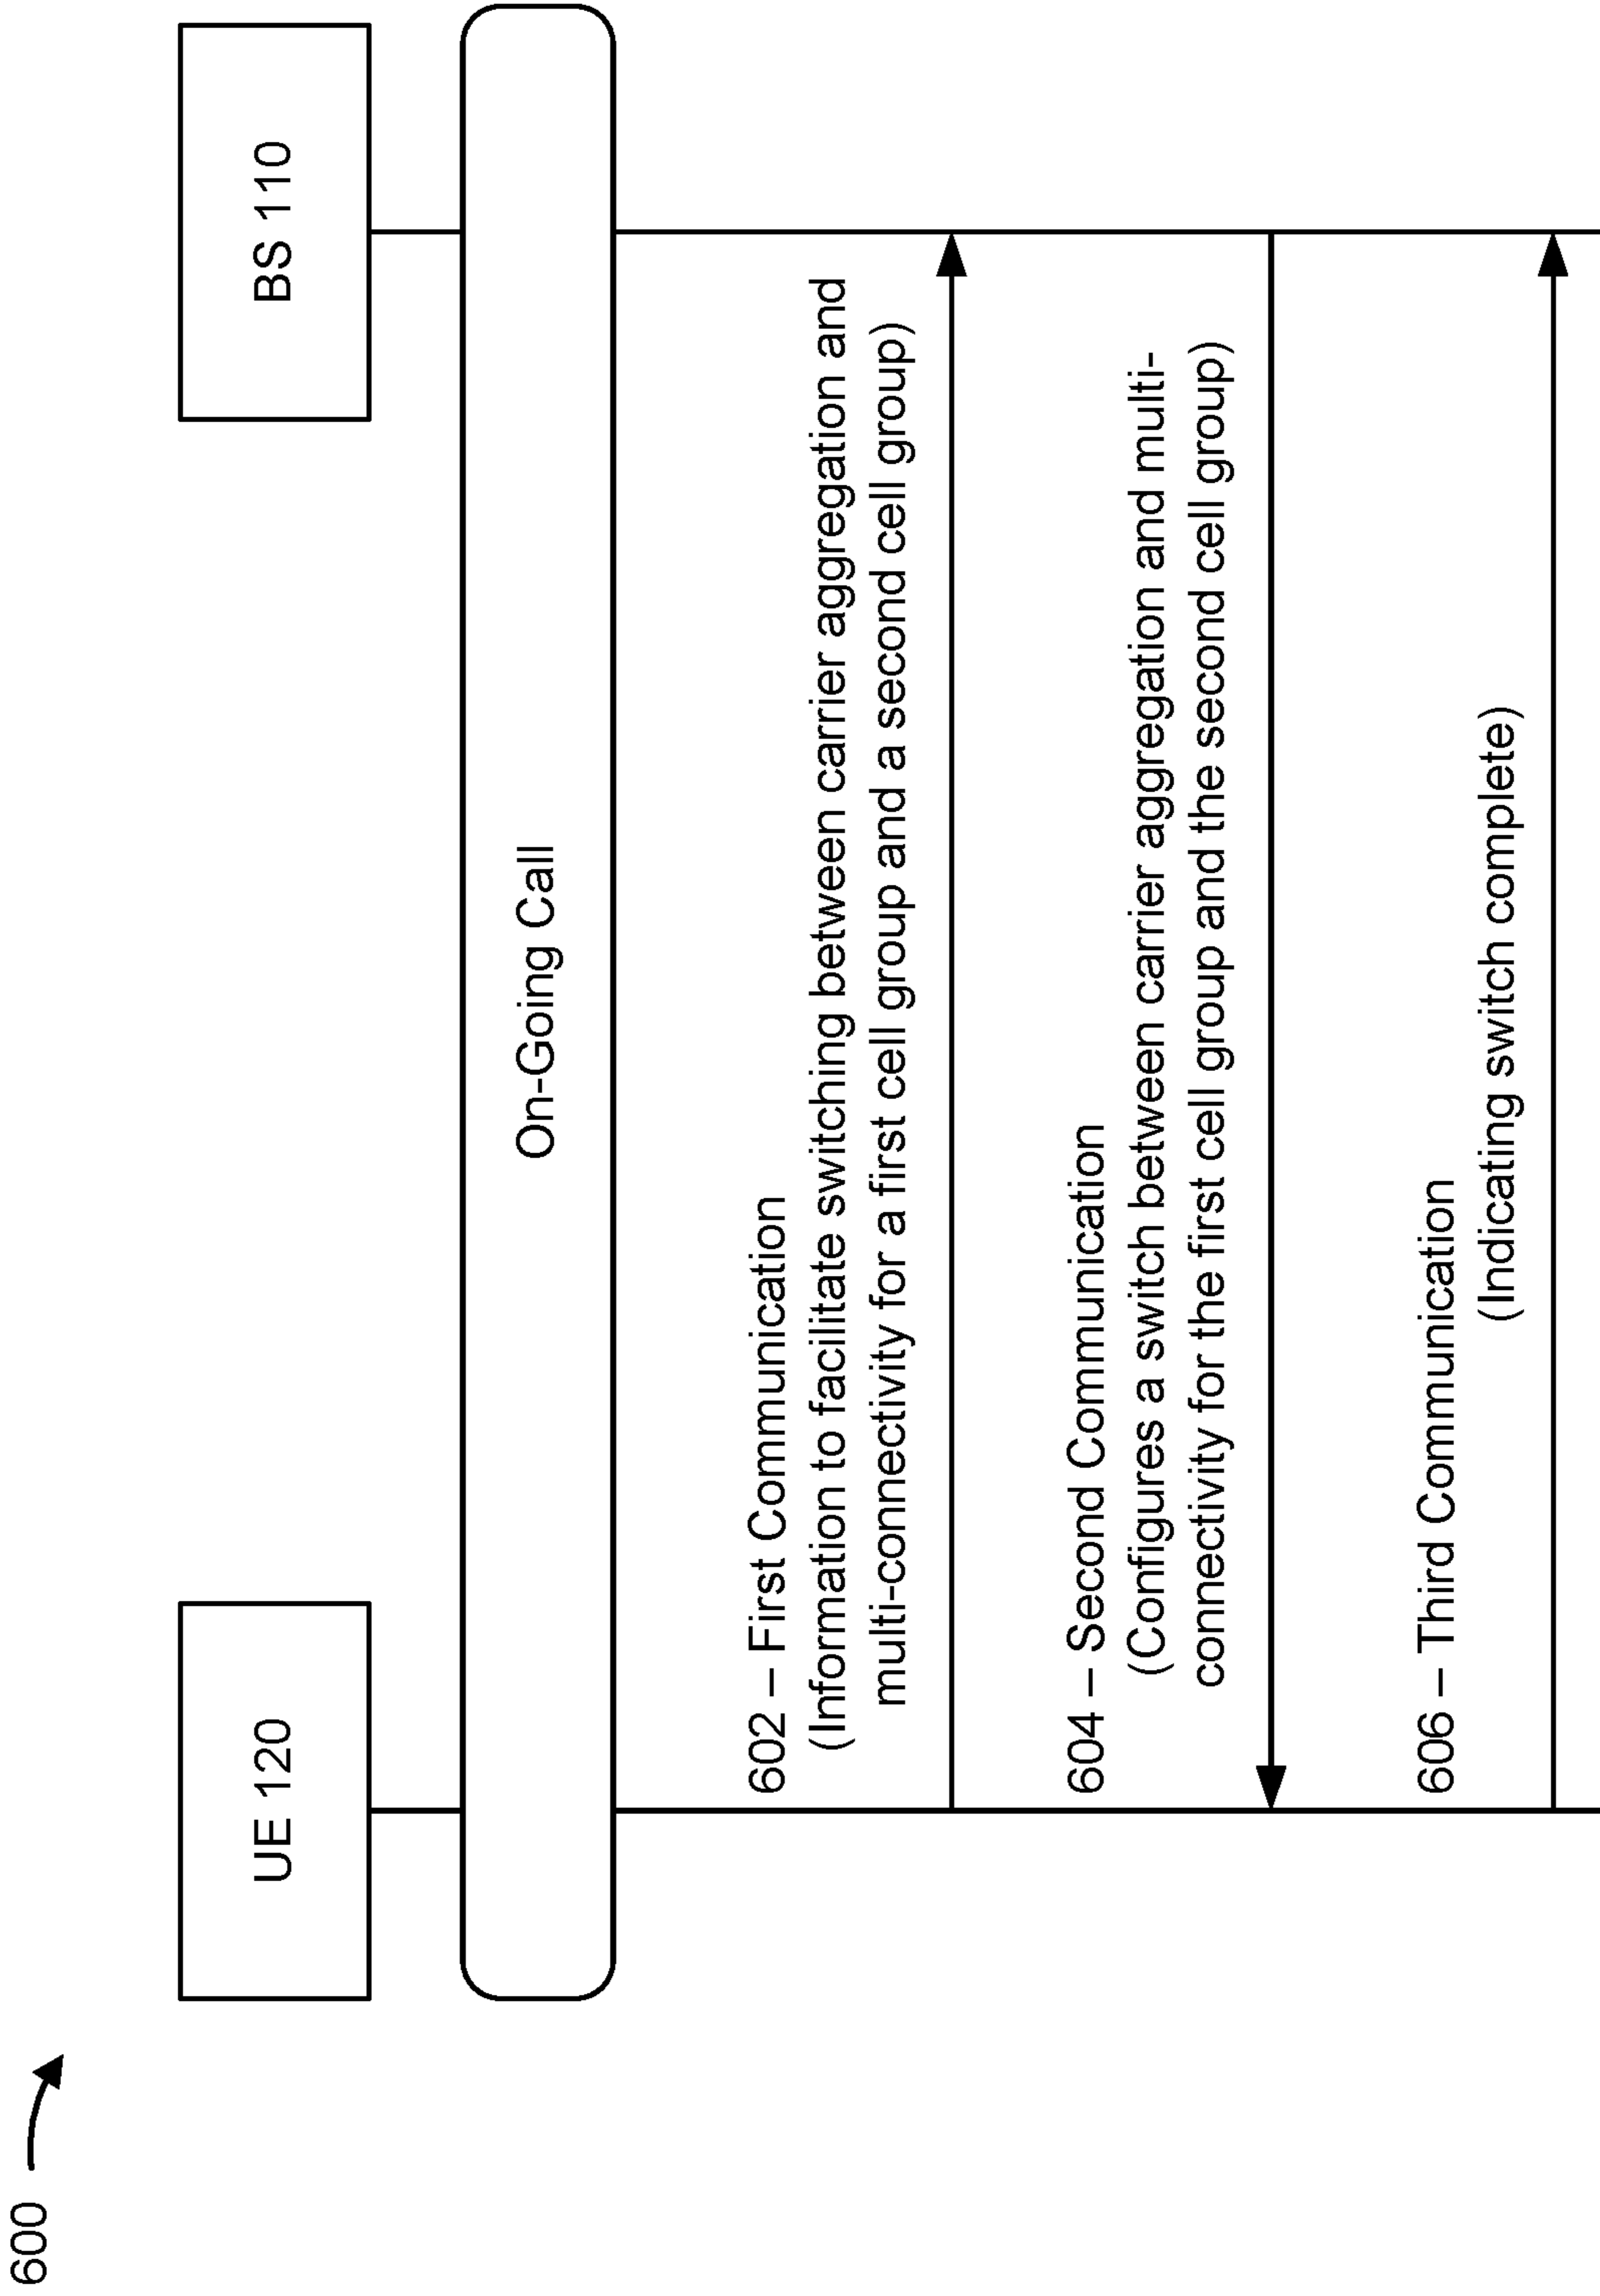 600
UE 120
BS 110
On-Going Call
602 – First Communication
(Information to facilitate switching between carrier aggregation and
multi-connectivity for a first cell group and a second cell group)
604 – Second Communication
(Configures a switch between carrier aggregation and multi-
connectivity for the first cell group and the second cell group)
606 – Third Communication
(Indicating switch complete)